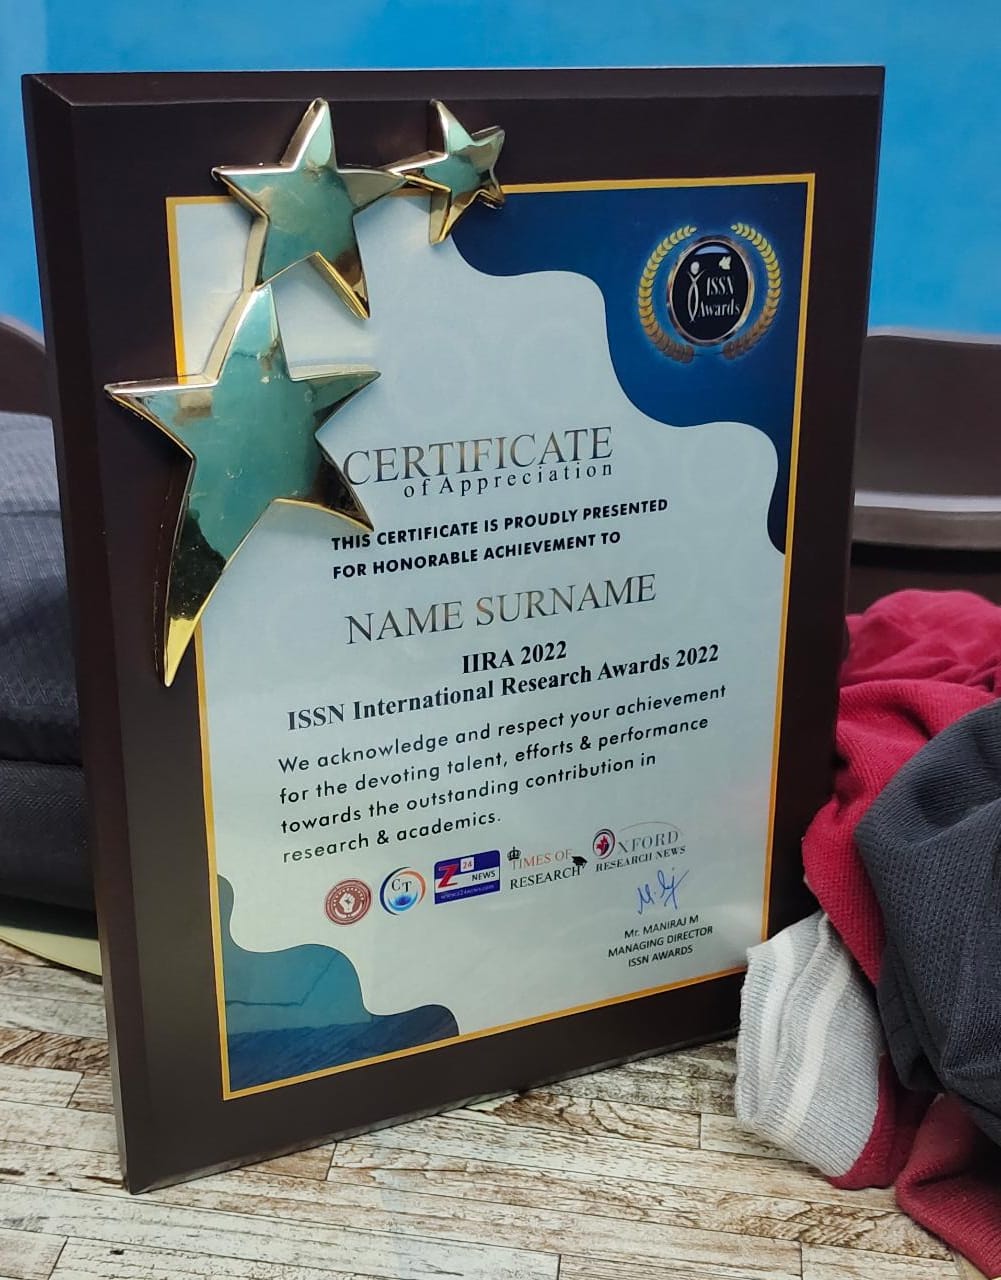 ISSN
Awards
CERTIFICATE
of Appreciation
THIS CERTIFICATE IS PROUDLY PRESENTED
FOR HONORABLE ACHIEVEMENT TO
NAME SURNAME
IIRA 2022
ISSN International Research Awards 2022
We acknowledge and respect your achievement
for the devoting talent, efforts & performance
towards the outstanding contribution in
research & academics.
CT
Z 24 NEWS
TIMES OF
RESEARCH
OXFORD
RESEARCH NEWS
Mr. MANIRAJ M
MANAGING DIRECTOR
ISSN AWARDS